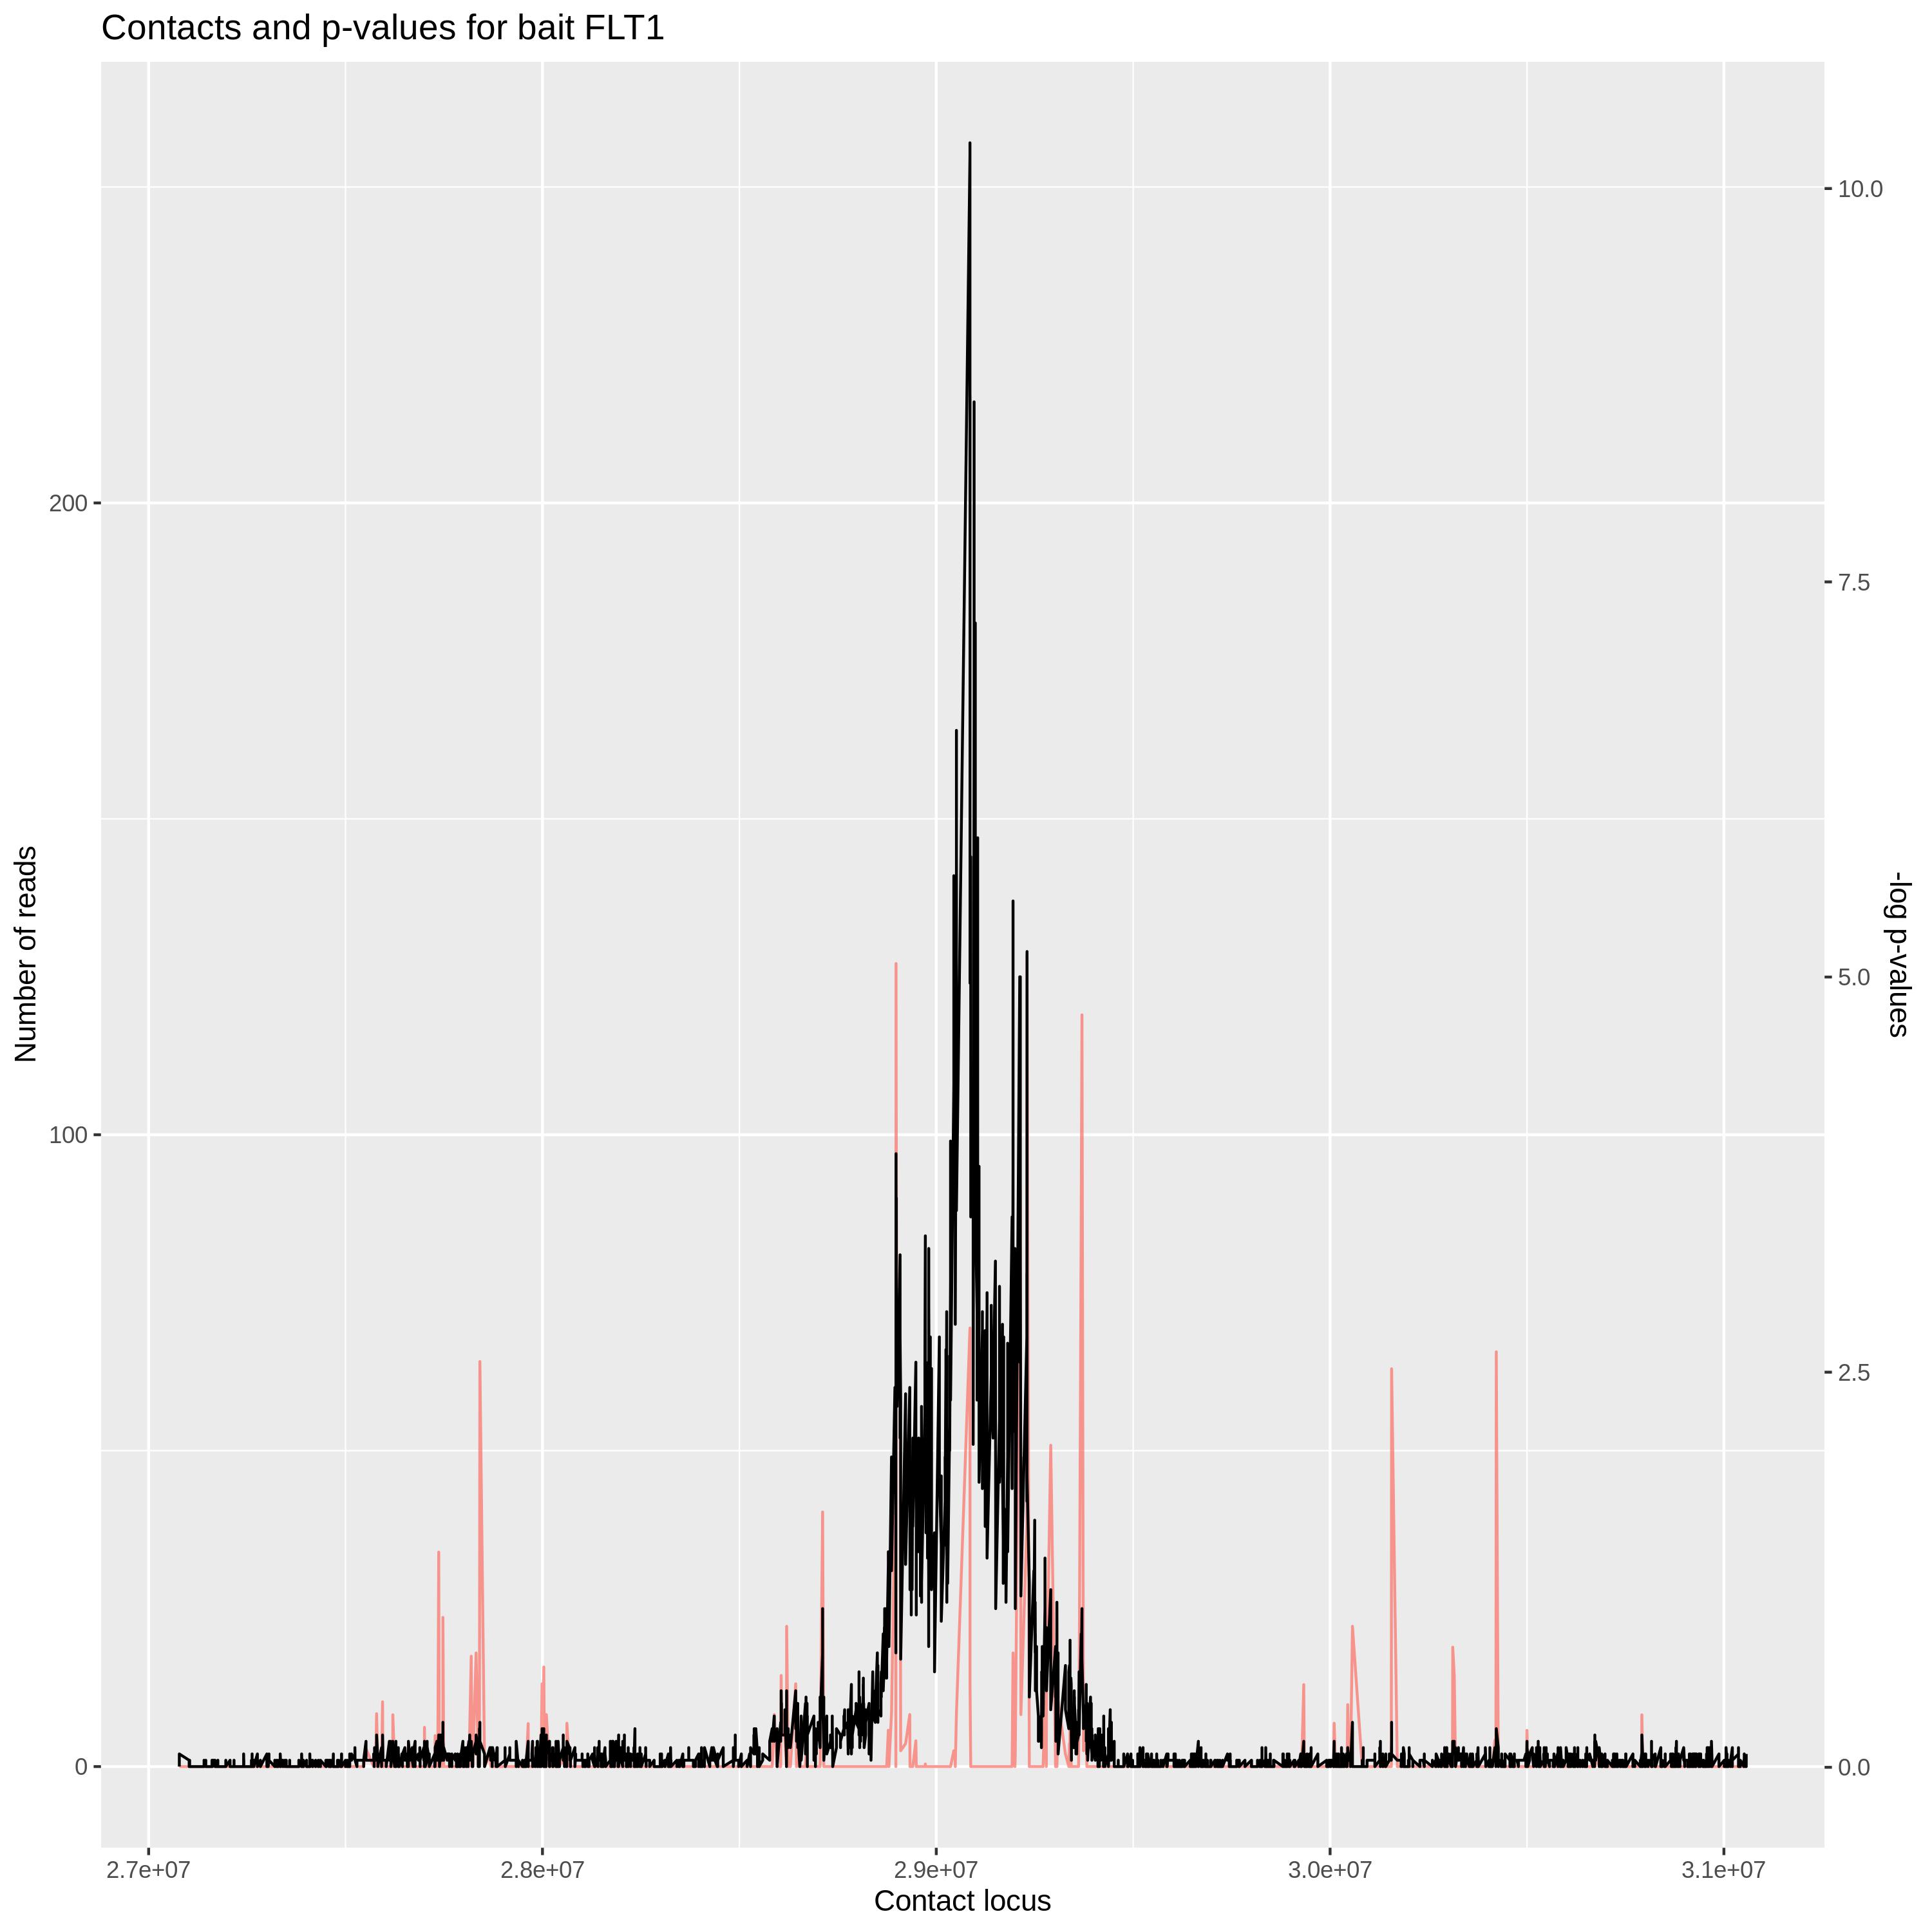 Contacts and p-values for bait FLT1
10.0
200
7.5
Number of reads
-log p-values
5.0
100
2.5
0
0.0
2.7e+07
2.8e+07
2.9e+07
3.0e+07
3.1e+07
Contact locus